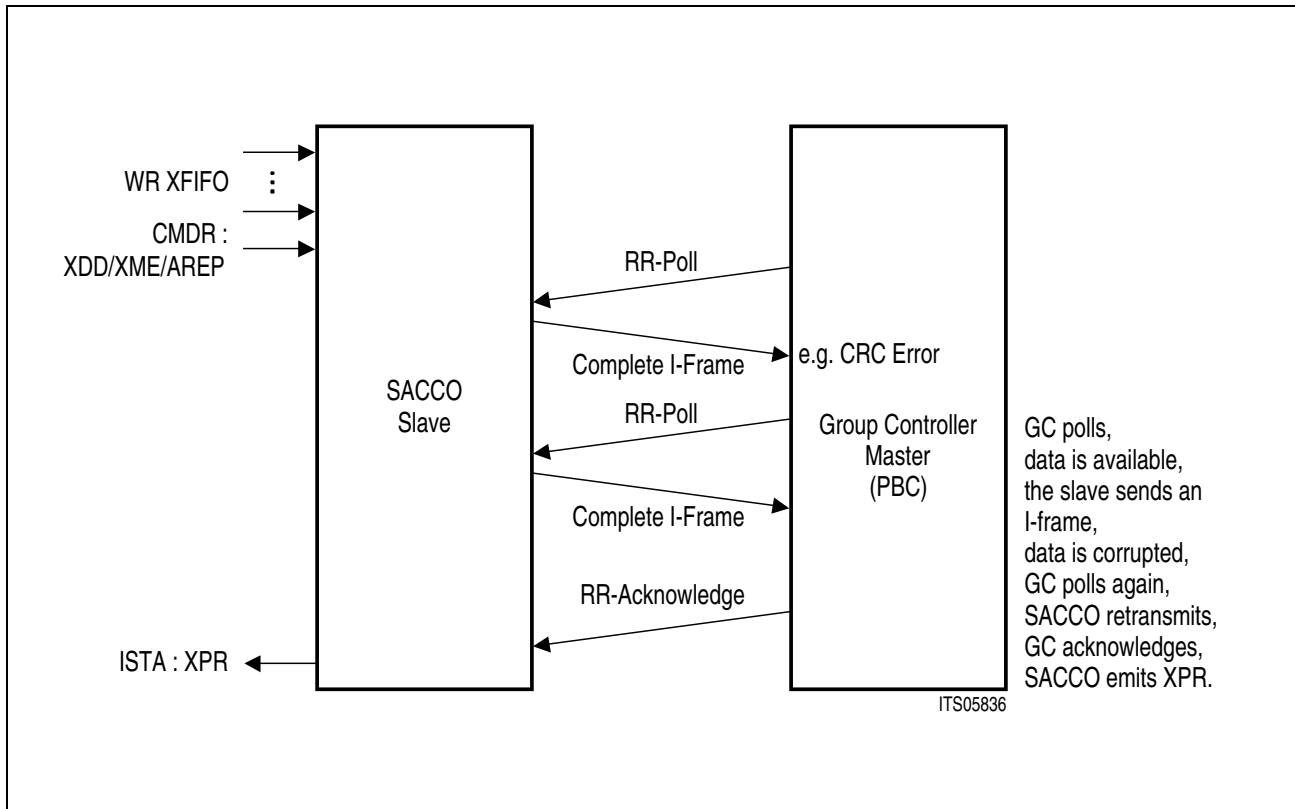 WR XFIFO
CMDR :
XDD/XME/AREP
RR-Poll
Complete I-Frame
e.g. CRC Error
SACCO
Slave
RR-Poll
Group Controller
Master
(PBC)
Complete I-Frame
RR-Acknowledge
ISTA : XPR
GC polls,
data is available,
the slave sends an
I-frame,
data is corrupted,
GC polls again,
SACCO retransmits,
GC acknowledges,
SACCO emits XPR.
ITS05836